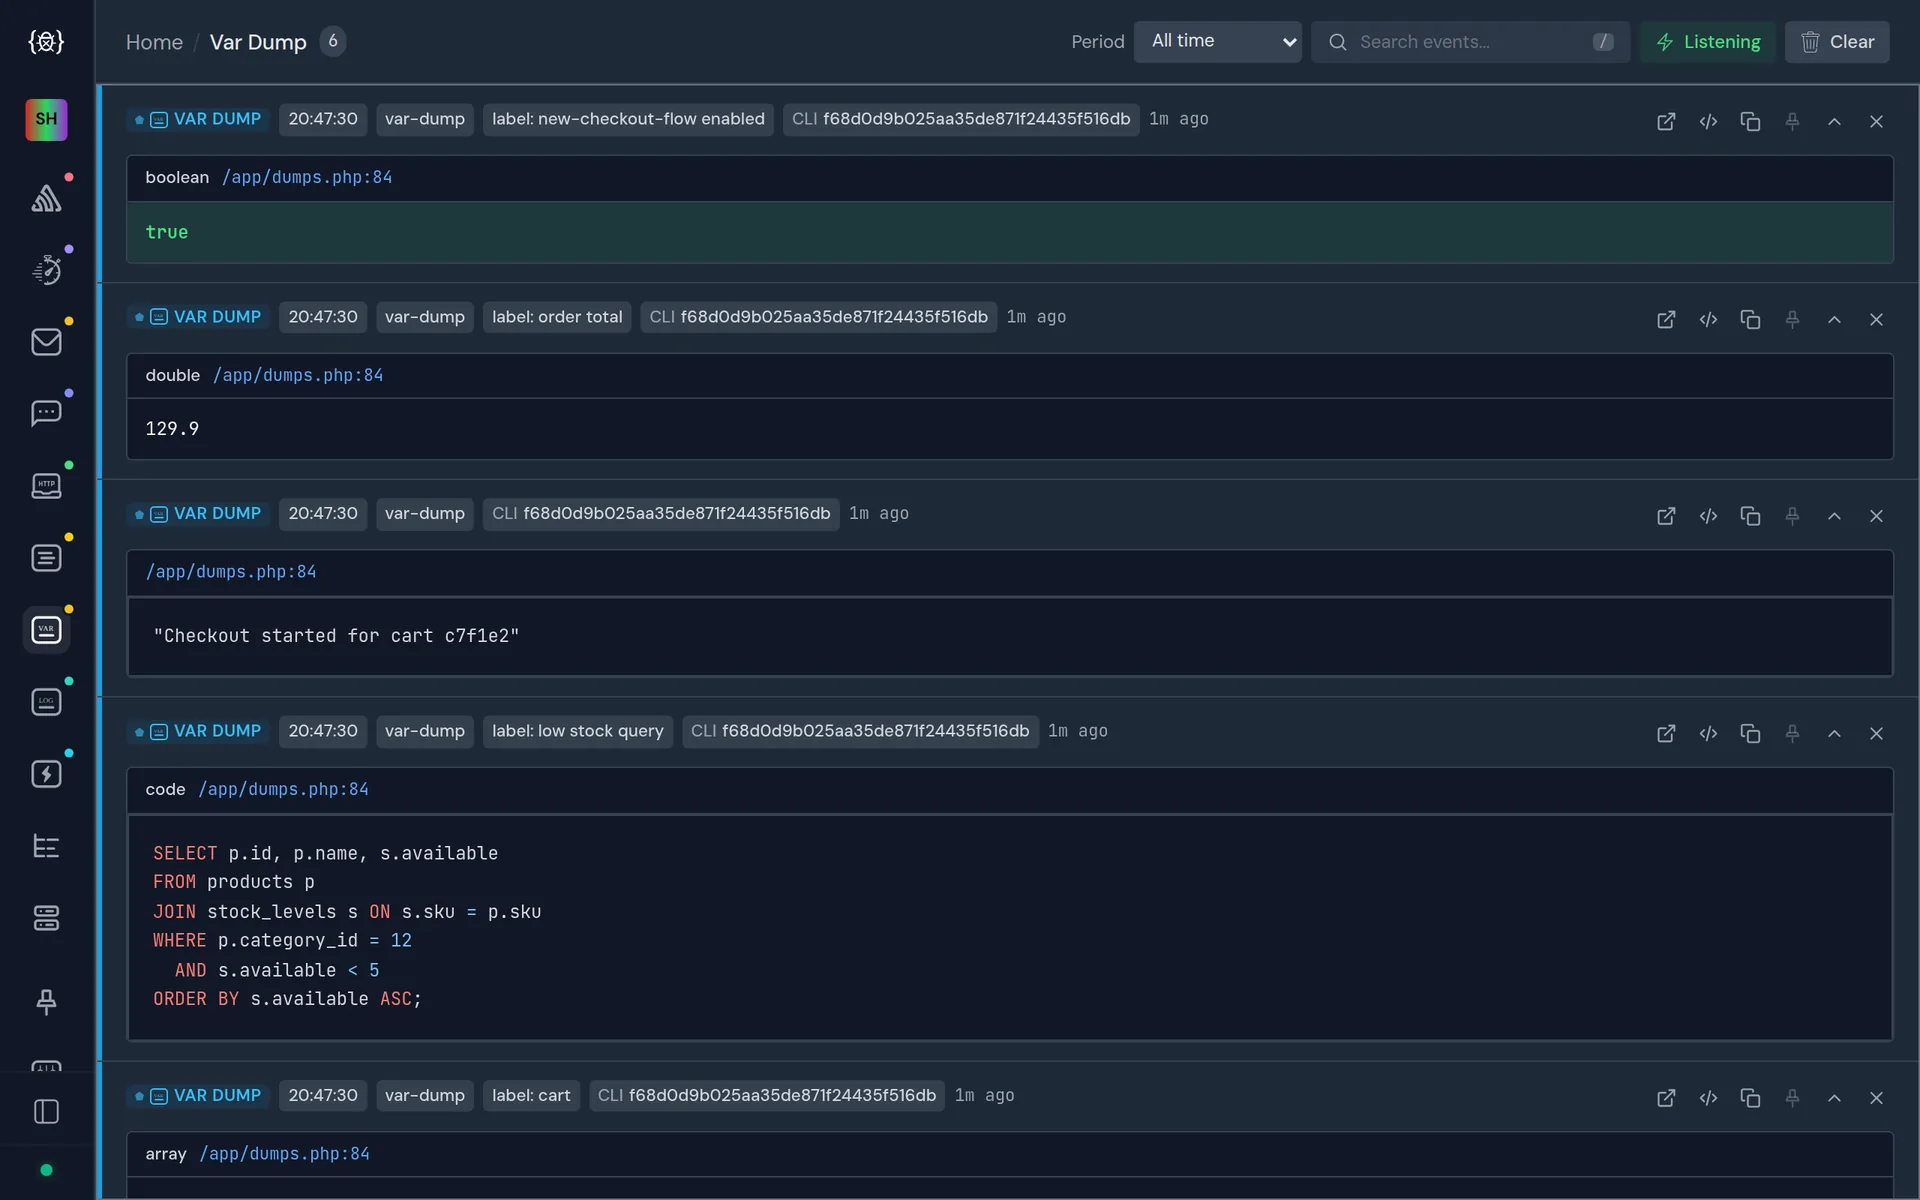 Home / Var Dump 6
Period All time Search events... / Listening Clear
SH
HTTP
VAR
LOG
VAR DUMP 20:47:30 var-dump label: new-checkout-flow enabled CLI f68d0d9b025aa35de871f24435f516db 1m ago
boolean /app/dumps.php:84
true
VAR DUMP 20:47:30 var-dump label: order total CLI f68d0d9b025aa35de871f24435f516db 1m ago
double /app/dumps.php:84
129.9
VAR DUMP 20:47:30 var-dump CLI f68d0d9b025aa35de871f24435f516db 1m ago
/app/dumps.php:84
"Checkout started for cart c7f1e2"
VAR DUMP 20:47:30 var-dump label: low stock query CLI f68d0d9b025aa35de871f24435f516db 1m ago
code /app/dumps.php:84
SELECT p.id, p.name, s.available
FROM products p
JOIN stock_levels s ON s.sku = p.sku
WHERE p.category_id = 12
AND s.available < 5
ORDER BY s.available ASC;
VAR DUMP 20:47:30 var-dump label: cart CLI f68d0d9b025aa35de871f24435f516db 1m ago
array /app/dumps.php:84